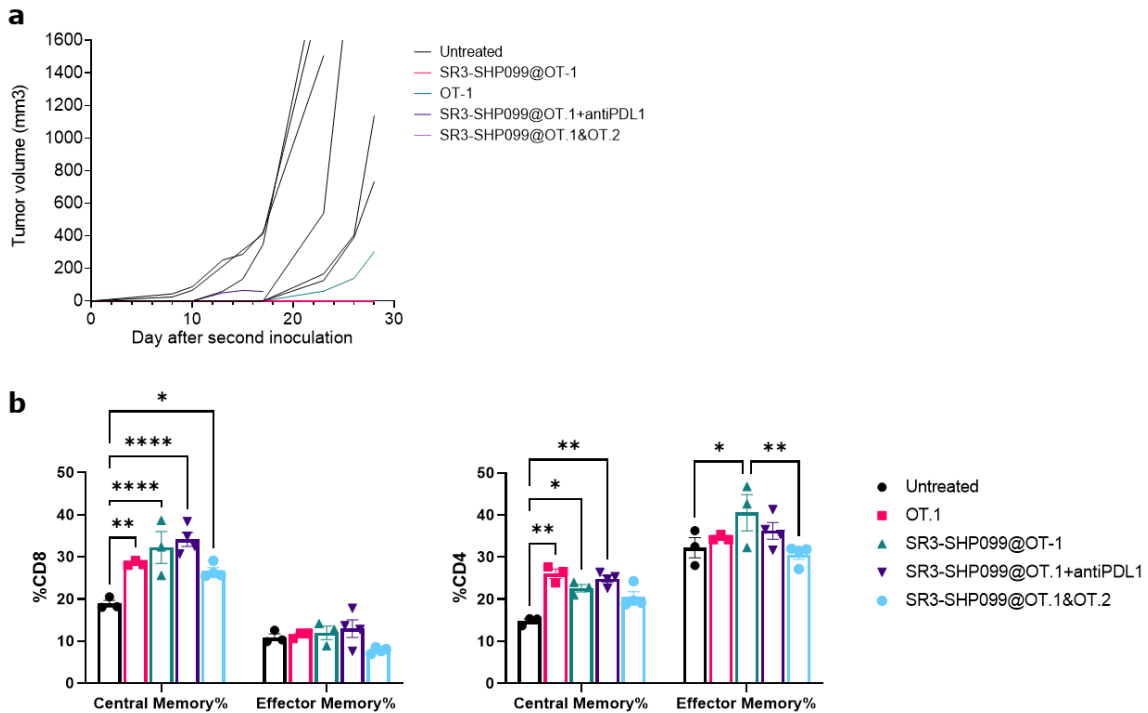 a
1600
1400
1200
1000
800
600
400
200
0
Tumor volume (mm3)
0 10 20 30
Day after second inoculation
Untreated
SR3-SHP099@OT-1
OT-1
SR3-SHP099@OT.1+antiPDL1
SR3-SHP099@OT.1&OT.2
b
*
****
****
**
50
40
30
20
10
0
%CD8
Central Memory% Effector Memory%
**
*
**
* **
50
40
30
20
10
0
%CD4
Central Memory% Effector Memory%
Untreated
OT.1
SR3-SHP099@OT-1
SR3-SHP099@OT.1+antiPDL1
SR3-SHP099@OT.1&OT.2